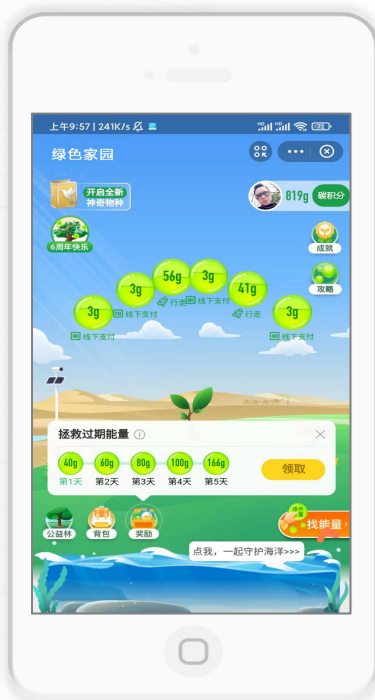 上午9:57 | 241K/s
绿色家园
开启全新
神奇物种
819g 碳积分
6周年快乐
成就
攻略
56g
行走
3g
线下支付
3g
线下支付
41g
行走
3g
线下支付
3g
线下支付
拯救过期能量
40g 60g 80g 100g 166g
第1天 第2天 第3天 第4天 第5天
领取
公益林 背包 奖励
找能量
点我，一起守护海洋>>>